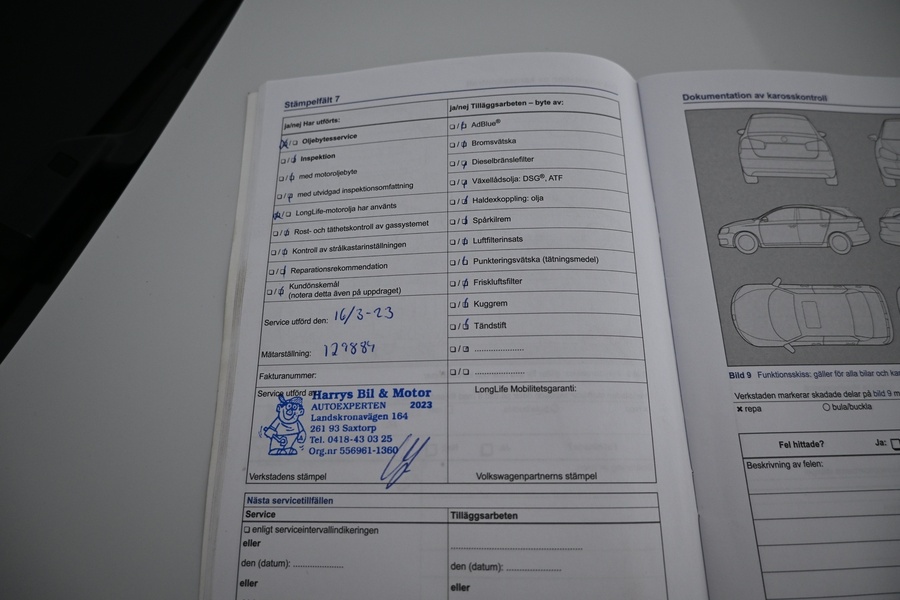 Stämpelfält 7
ja/nej Har utförts:
Oljebytesservice
Inspektion
med motoroljebyte
med utvidgad inspektionsomfattning
LongLife-motorolja har använts
Rost- och täthetskontroll av gassystemet
Kontroll av strålkastarinställningen
Reparationsrekommendation
Kundönskemål
(notera detta även på uppdraget)
Service utförd den: 16/3-23
Mätarställning: 129884
Fakturanummer:
Service utförd av
Harrys Bil & Motor
AUTOEXPERTEN 2023
Landskronavägen 164
261 93 Saxtorp
Tel. 0418-43 03 25
Org.nr 556961-1360
Verkstadens stämpel
ja/nej Tilläggsarbeten – byte av:
AdBlue®
Bromsvätska
Dieselbränslefilter
Växellådsolja: DSG®, ATF
Haldexkoppling: olja
Spårkilrem
Luftfilterinsats
Punkteringsvätska (tätningsmedel)
Friskluftsfilter
Kuggrem
Tändstift
LongLife Mobilitetsgaranti:
Volkswagenpartnerns stämpel
Nästa servicetillfällen
Service
enligt serviceintervallindikeringen
eller
den (datum): ....................
eller
Tilläggsarbeten
den (datum): ....................
eller
Dokumentation av karosskontroll
Bild 9 Funktionsskiss: gäller för alla bilar och
Verkstaden markerar skadade delar på bild 9
× repa
bula/buckla
Fel hittade? Ja:
Beskrivning av felen: